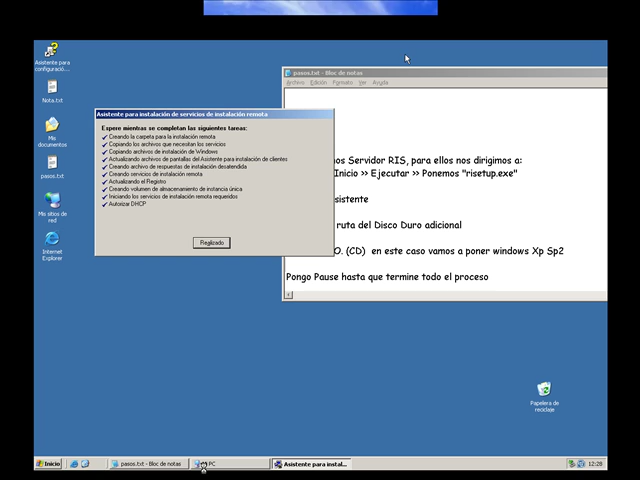 Asistente para
configuració...
Nota.txt
Mis
documentos
pasos.txt
Mis sitios de
red
Internet
Explorer
pasos.txt - Bloc de notas
Archivo Edición Formato Ver Ayuda
nos Servidor RIS, para ellos nos dirigimos a:
Inicio >> Ejecutar >> Ponemos "risetup.exe"
sistente
ruta del Disco Duro adicional
O. (CD) en este caso vamos a poner windows Xp Sp2
Pongo Pause hasta que termine todo el proceso
Asistente para instalación de servicios de instalación remota
Espere mientras se completan las siguientes tareas:
Creando la carpeta para la instalación remota
Copiando los archivos que necesitan los servicios
Copiando archivos de instalación de Windows
Actualizando archivos de pantallas del Asistente para instalación de clientes
Creando archivo de respuestas de instalación desatendida
Creando servicios de instalación remota
Actualizando el Registro
Creando volumen de almacenamiento de instancia única
Iniciando los servicios de instalación remota requeridos
Autorizar DHCP
Realizado
Papelera de
reciclaje
Inicio
pasos.txt - Bloc de notas
PC
Asistente para instal...
12:28